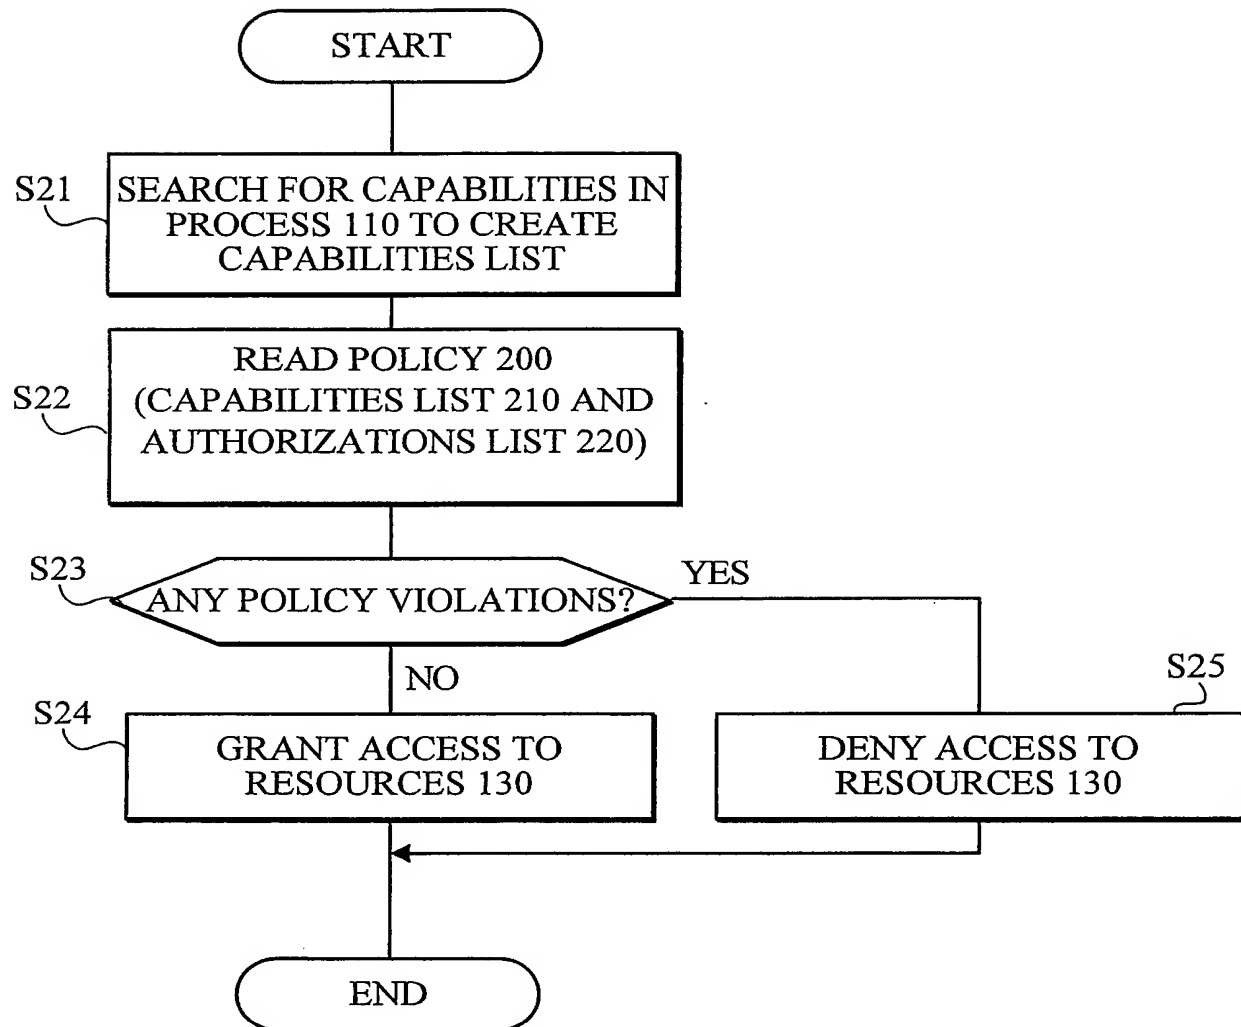 START
S21
SEARCH FOR CAPABILITIES IN
PROCESS 110 TO CREATE
CAPABILITIES LIST
S22
READ POLICY 200
(CAPABILITIES LIST 210 AND
AUTHORIZATIONS LIST 220)
S23
ANY POLICY VIOLATIONS?
YES
NO
S24
GRANT ACCESS TO
RESOURCES 130
S25
DENY ACCESS TO
RESOURCES 130
END